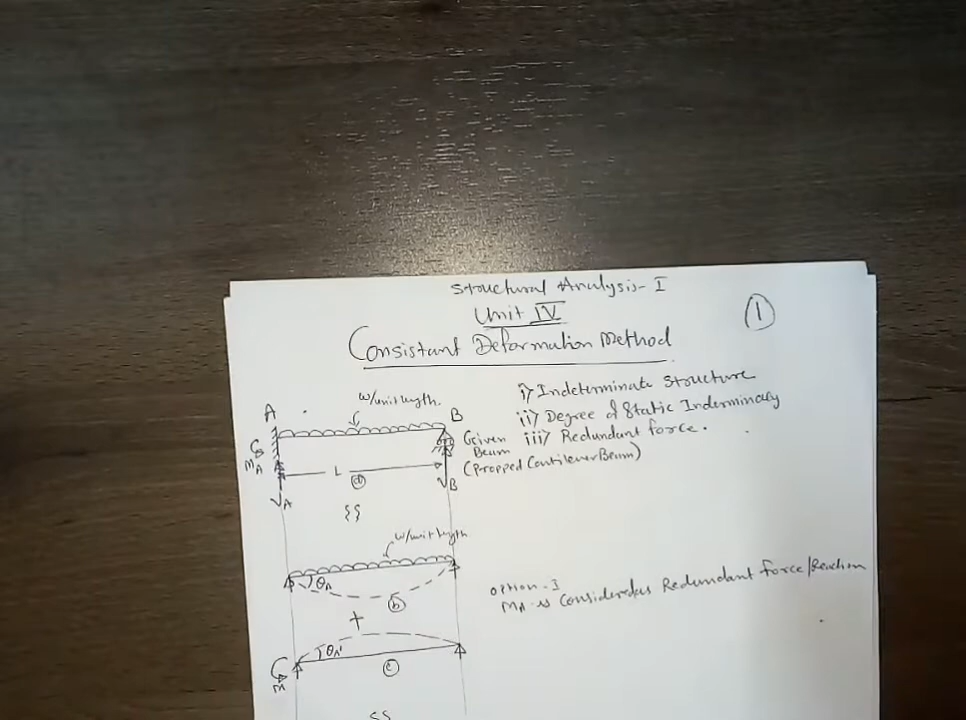 Structural Analysis-I
Unit IV
①
Consistant Deformation Method
i) Indeterminate Structure
ii) Degree of Static Inderminacy
iii) Redundant force.
A
w/unit length.
B
Given
Beam
(Propped Cantilever Beam)
MA
L
VA
VB
w/unit length
θA
b
+
option-I
MA is Considered as Redundant force/Reaction
θA'
M
c